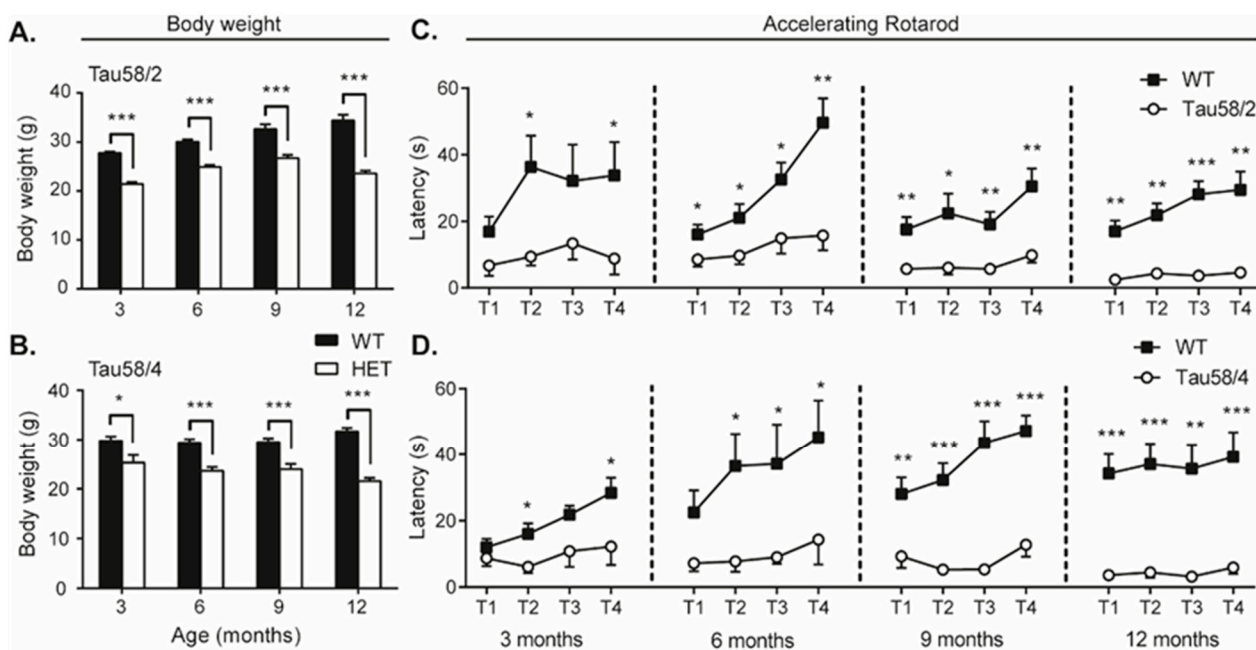 A.
Body weight
Tau58/2
*** *** *** ***
Body weight (g)
40
30
20
10
0
3 6 9 12
B.
Tau58/4
WT
HET
* *** *** ***
Body weight (g)
40
30
20
10
0
3 6 9 12
Age (months)
C.
Accelerating Rotarod
WT
Tau58/2
Latency (s)
60
40
20
0
* *
* * * **
** * ** **
** ** *** **
T1 T2 T3 T4 T1 T2 T3 T4 T1 T2 T3 T4 T1 T2 T3 T4
D.
WT
Tau58/4
Latency (s)
60
40
20
0
* *
* * *
** *** *** ***
*** *** ** ***
T1 T2 T3 T4 T1 T2 T3 T4 T1 T2 T3 T4 T1 T2 T3 T4
3 months 6 months 9 months 12 months